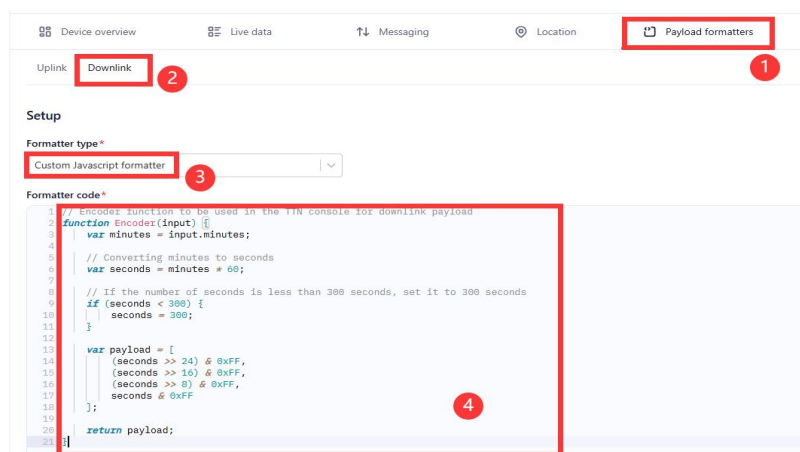 Device overview Live data Messaging Location Payload formatters
1
Uplink Downlink
2
Setup
Formatter type*
Custom Javascript formatter
3
Formatter code*
1 // Encoder function to be used in the TTN console for downlink payload
2 function Encoder(input) {
3 var minutes = input.minutes;
4
5 // Converting minutes to seconds
6 var seconds = minutes * 60;
7
8 // If the number of seconds is less than 300 seconds, set it to 300 seconds
9 if (seconds < 300) {
10 seconds = 300;
11 }
12
13 var payload = [
14 (seconds >> 24) & 0xFF,
15 (seconds >> 16) & 0xFF,
16 (seconds >> 8) & 0xFF,
17 seconds & 0xFF
18 ];
4
19
20 return payload;
21 }